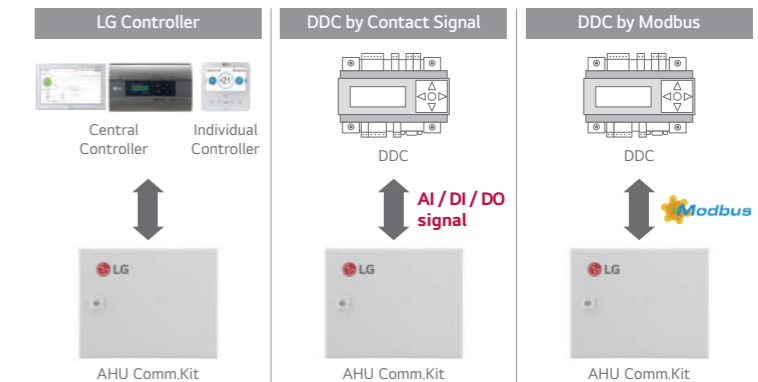 LG Controller
Central
Controller
Individual
Controller
LG
AHU Comm.Kit
DDC by Contact Signal
DDC
AI / DI / DO
signal
LG
AHU Comm.Kit
DDC by Modbus
DDC
Modbus
LG
AHU Comm.Kit